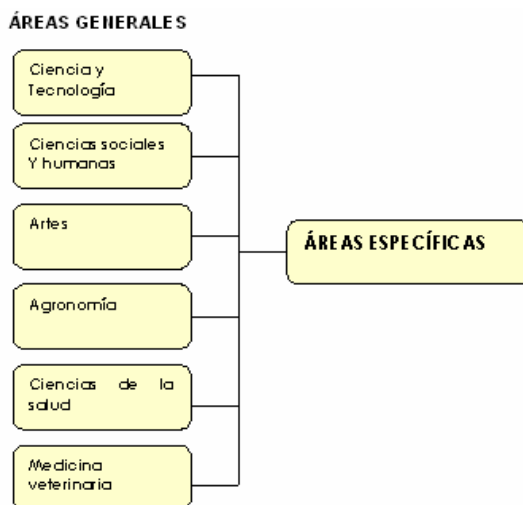 ÁREAS GENERALES
Ciencia y
Tecnología
Ciencias sociales
Y humanas
Artes
Agronomía
Ciencias de la
salud
Medicina
veterinaria
ÁREAS ESPECÍFICAS